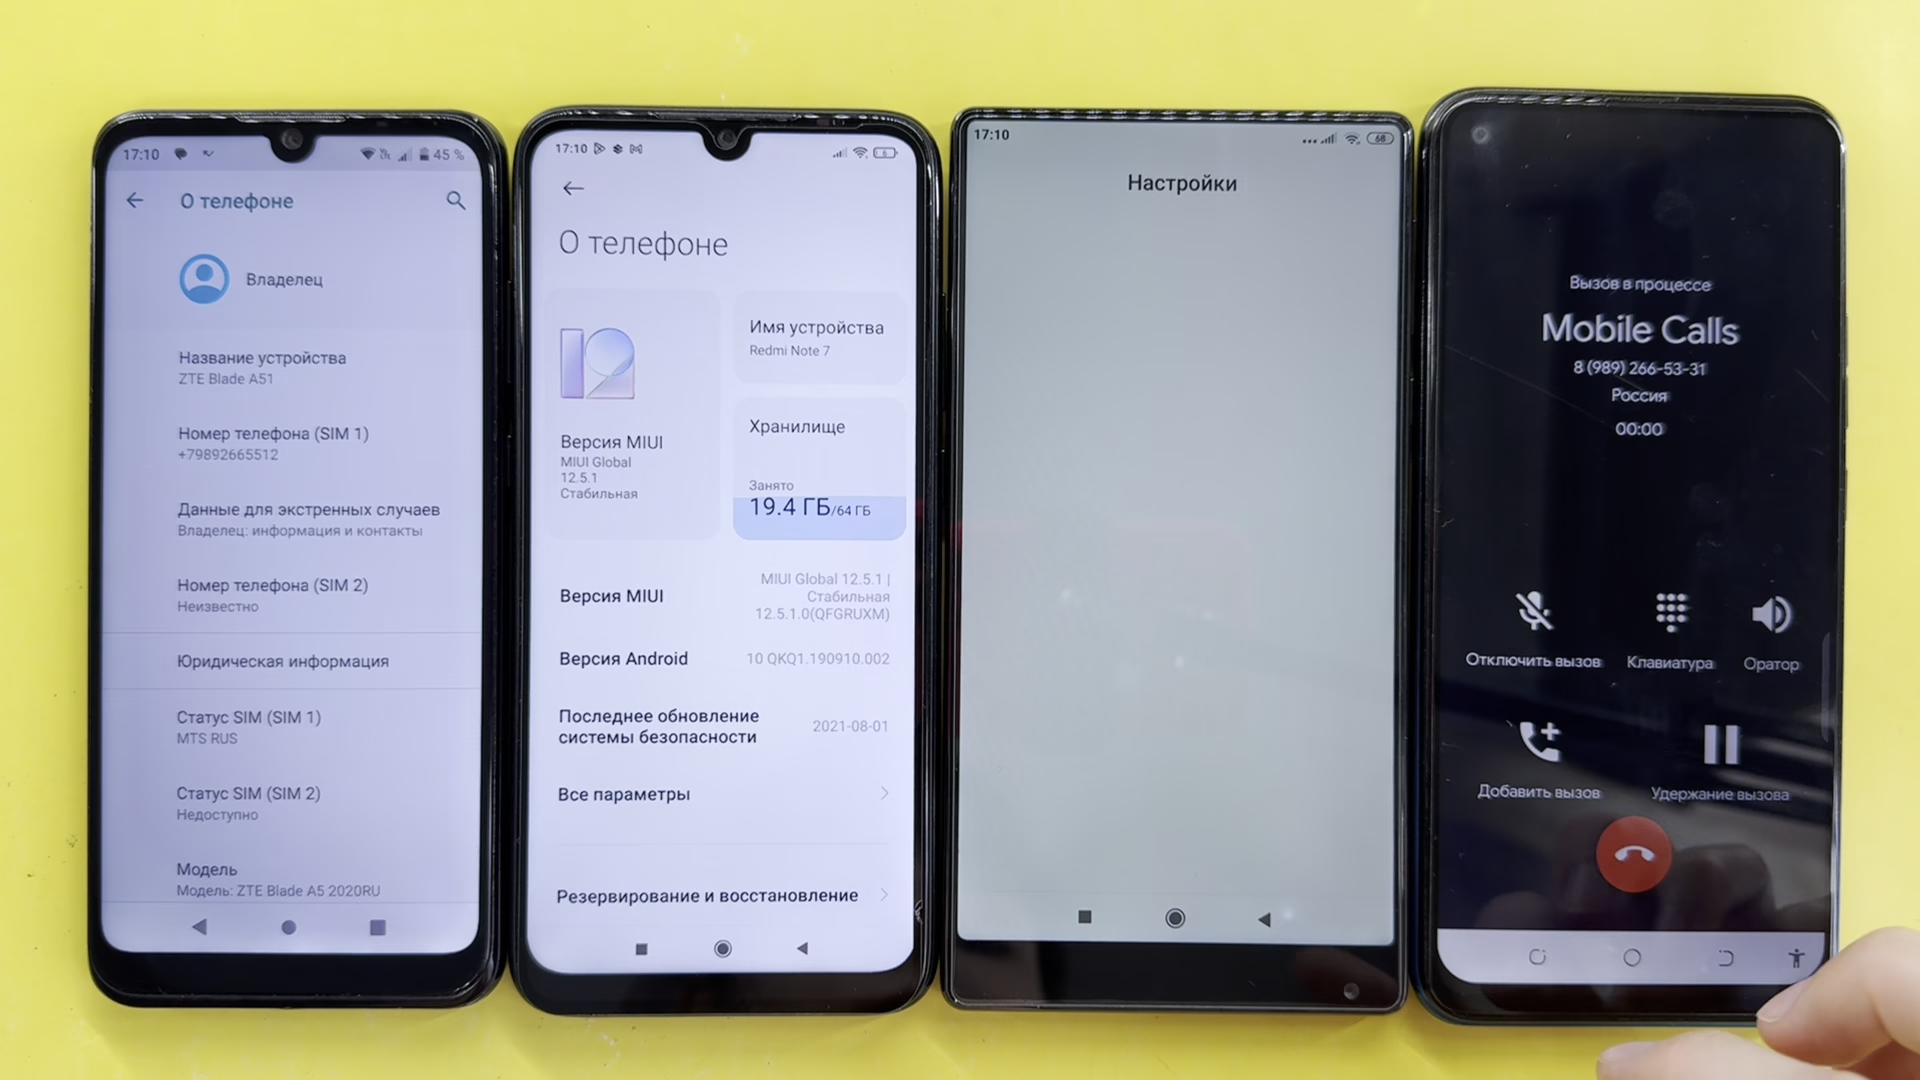 17:10
45 %
О телефоне
Владелец
Название устройства
ZTE Blade A51
Номер телефона (SIM 1)
+79892665512
Данные для экстренных случаев
Владелец: информация и контакты
Номер телефона (SIM 2)
Неизвестно
Юридическая информация
Статус SIM (SIM 1)
MTS RUS
Статус SIM (SIM 2)
Недоступно
Модель
Модель: ZTE Blade A5 2020RU
17:10
6
О телефоне
12
Версия MIUI
MIUI Global
12.5.1
Стабильная
Имя устройства
Redmi Note 7
Хранилище
Занято
19.4 ГБ/64 ГБ
Версия MIUI
MIUI Global 12.5.1 |
Стабильная
12.5.1.0(QFGRUXM)
Версия Android
10 QKQ1.190910.002
Последнее обновление
системы безопасности
2021-08-01
Все параметры
Резервирование и восстановление
17:10
68
Настройки
Вызов в процессе
Mobile Calls
8 (989) 266-53-31
Россия
00:00
Отключить вызов
Клавиатура
Оратор
Добавить вызов
Удержание вызова